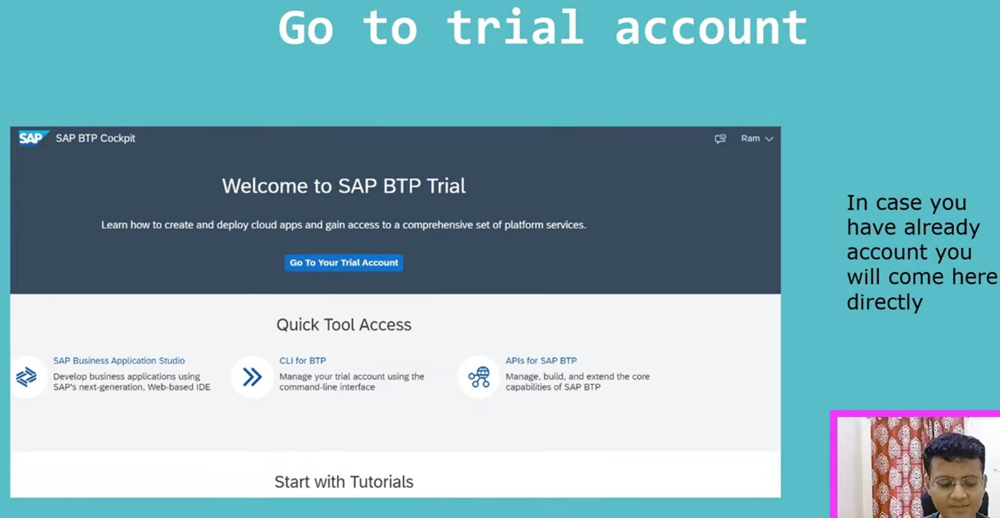 Go to trial account
SAP SAP BTP Cockpit Ram
Welcome to SAP BTP Trial
Learn how to create and deploy cloud apps and gain access to a comprehensive set of platform services.
Go To Your Trial Account
Quick Tool Access
SAP Business Application Studio
Develop business applications using
SAP's next-generation, Web-based IDE
CLI for BTP
Manage your trial account using the
command-line interface
APIs for SAP BTP
Manage, build, and extend the core
capabilities of SAP BTP
Start with Tutorials
In case you
have already
account you
will come here
directly